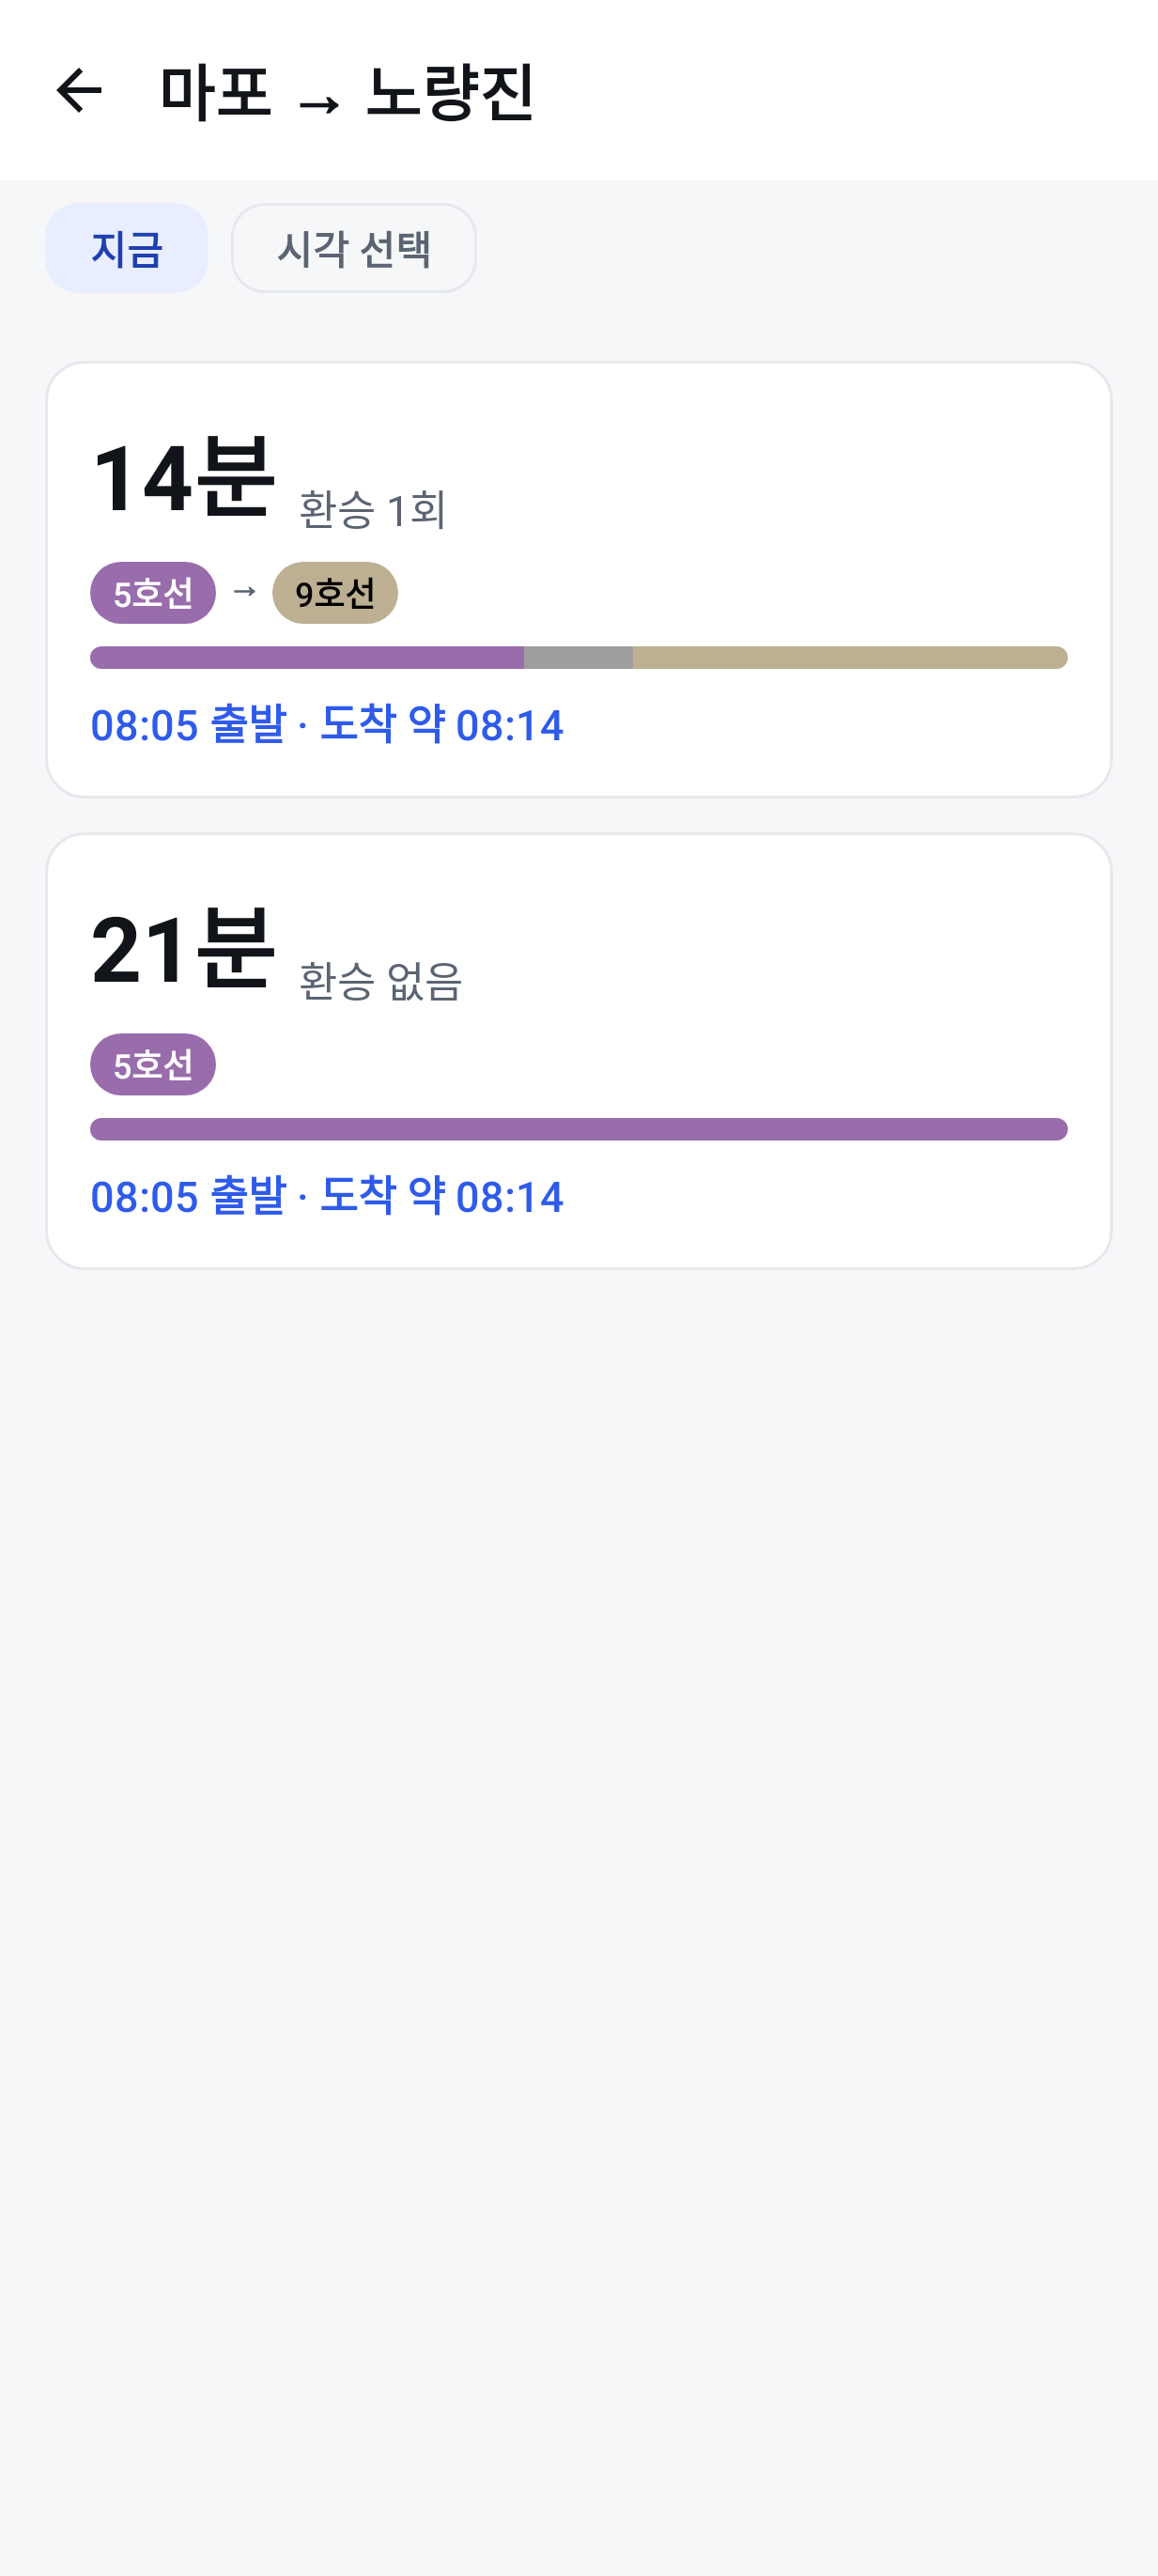 마포 → 노량진
지금 시각 선택
14분 환승 1회
5호선 → 9호선
08:05 출발 · 도착 약 08:14
21분 환승 없음
5호선
08:05 출발 · 도착 약 08:14